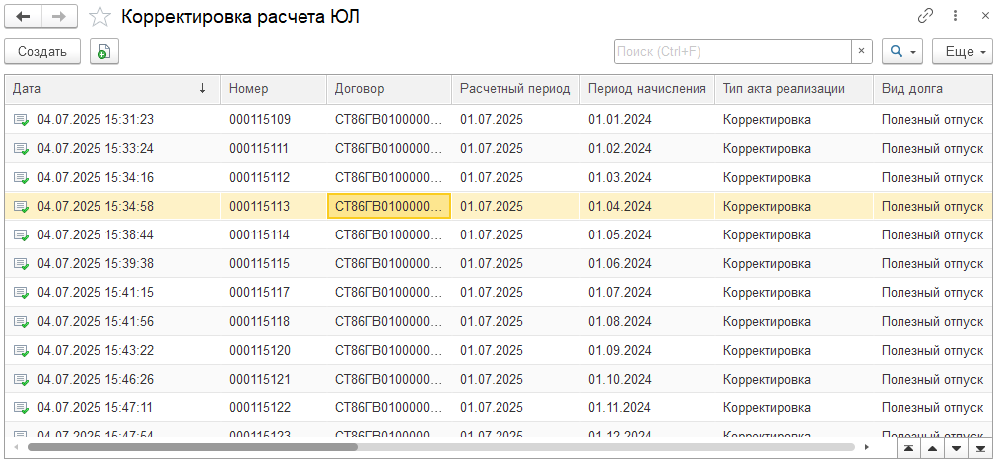 Корректировка расчета ЮЛ
Создать Поиск (Ctrl+F) × Еще
Дата ↓ Номер Договор Расчетный период Период начисления Тип акта реализации Вид долга
04.07.2025 15:31:23 000115109 СТ86ГВ0100000... 01.07.2025 01.01.2024 Корректировка Полезный отпуск
04.07.2025 15:33:24 000115111 СТ86ГВ0100000... 01.07.2025 01.02.2024 Корректировка Полезный отпуск
04.07.2025 15:34:16 000115112 СТ86ГВ0100000... 01.07.2025 01.03.2024 Корректировка Полезный отпуск
04.07.2025 15:34:58 000115113 СТ86ГВ0100000... 01.07.2025 01.04.2024 Корректировка Полезный отпуск
04.07.2025 15:38:44 000115114 СТ86ГВ0100000... 01.07.2025 01.05.2024 Корректировка Полезный отпуск
04.07.2025 15:39:38 000115115 СТ86ГВ0100000... 01.07.2025 01.06.2024 Корректировка Полезный отпуск
04.07.2025 15:41:15 000115117 СТ86ГВ0100000... 01.07.2025 01.07.2024 Корректировка Полезный отпуск
04.07.2025 15:41:56 000115118 СТ86ГВ0100000... 01.07.2025 01.08.2024 Корректировка Полезный отпуск
04.07.2025 15:43:22 000115120 СТ86ГВ0100000... 01.07.2025 01.09.2024 Корректировка Полезный отпуск
04.07.2025 15:46:26 000115121 СТ86ГВ0100000... 01.07.2025 01.10.2024 Корректировка Полезный отпуск
04.07.2025 15:47:11 000115122 СТ86ГВ0100000... 01.07.2025 01.11.2024 Корректировка Полезный отпуск
04.07.2025 15:47:54 000115123 СТ86ГВ0100000... 01.07.2025 01.12.2024 Корректировка Полезный отпуск